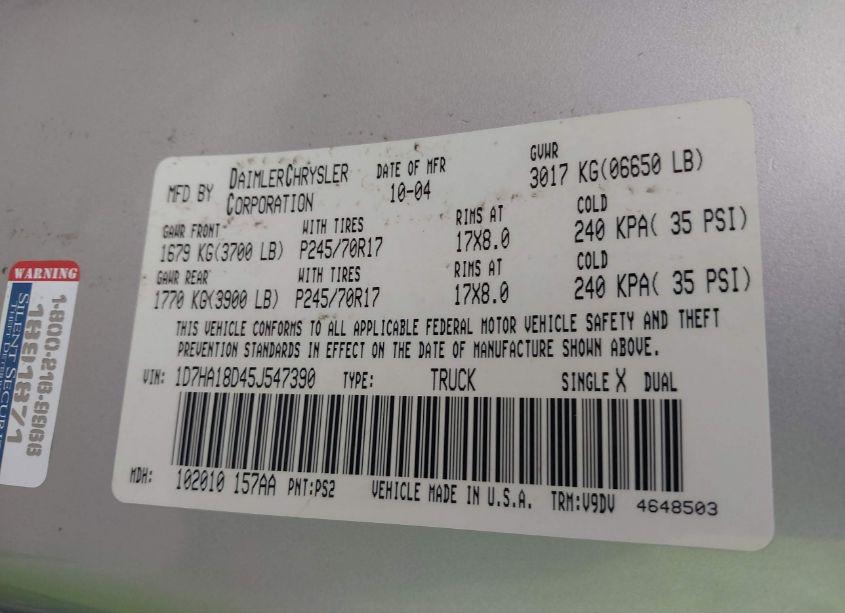 MFD BY DAIMLERCHRYSLER CORPORATION
DATE OF MFR 10-04
GVWR 3017 KG(06650 LB)
GAWR FRONT WITH TIRES RIMS AT COLD
1679 KG(3700 LB) P245/70R17 17X8.0 240 KPA( 35 PSI)
GAWR REAR WITH TIRES RIMS AT COLD
1770 KG(3900 LB) P245/70R17 17X8.0 240 KPA( 35 PSI)
THIS VEHICLE CONFORMS TO ALL APPLICABLE FEDERAL MOTOR VEHICLE SAFETY AND THEFT
PREVENTION STANDARDS IN EFFECT ON THE DATE OF MANUFACTURE SHOWN ABOVE.
VIN: 1D7HA18D45J547390 TYPE: TRUCK SINGLE X DUAL
MDH: 102010 157AA PNT:PS2 VEHICLE MADE IN U.S.A. TRM:V9DV 4648503
WARNING
SILENT